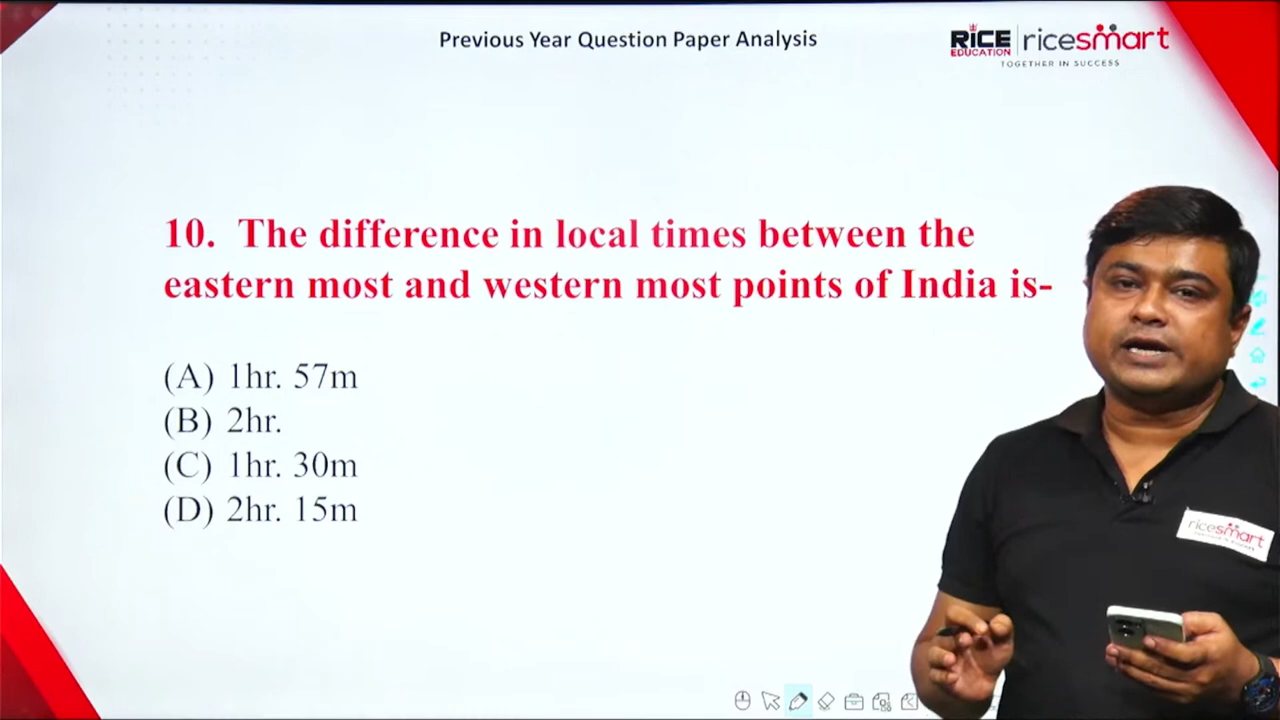 Previous Year Question Paper Analysis
RICE
EDUCATION
ricesmart
TOGETHER IN SUCCESS
10. The difference in local times between the
eastern most and western most points of India is-
(A) 1hr. 57m
(B) 2hr.
(C) 1hr. 30m
(D) 2hr. 15m
ricesmart